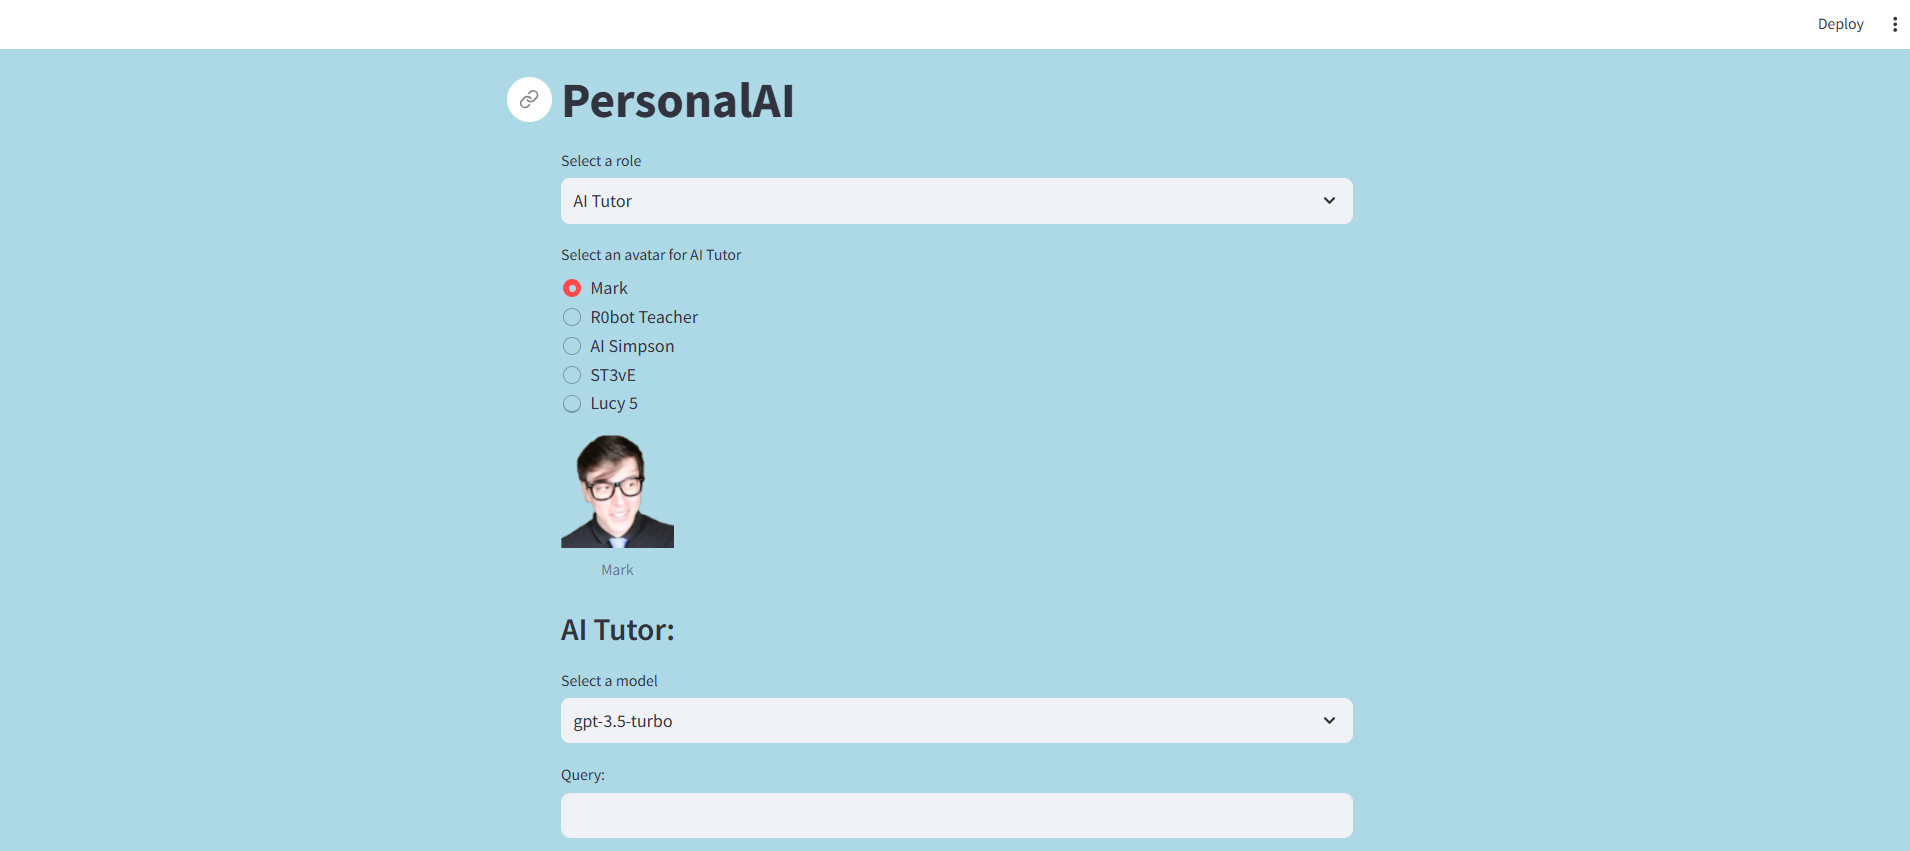 Deploy
PersonalAI
Select a role
AI Tutor
Select an avatar for AI Tutor
Mark
R0bot Teacher
AI Simpson
ST3vE
Lucy 5
Mark
AI Tutor:
Select a model
gpt-3.5-turbo
Query: